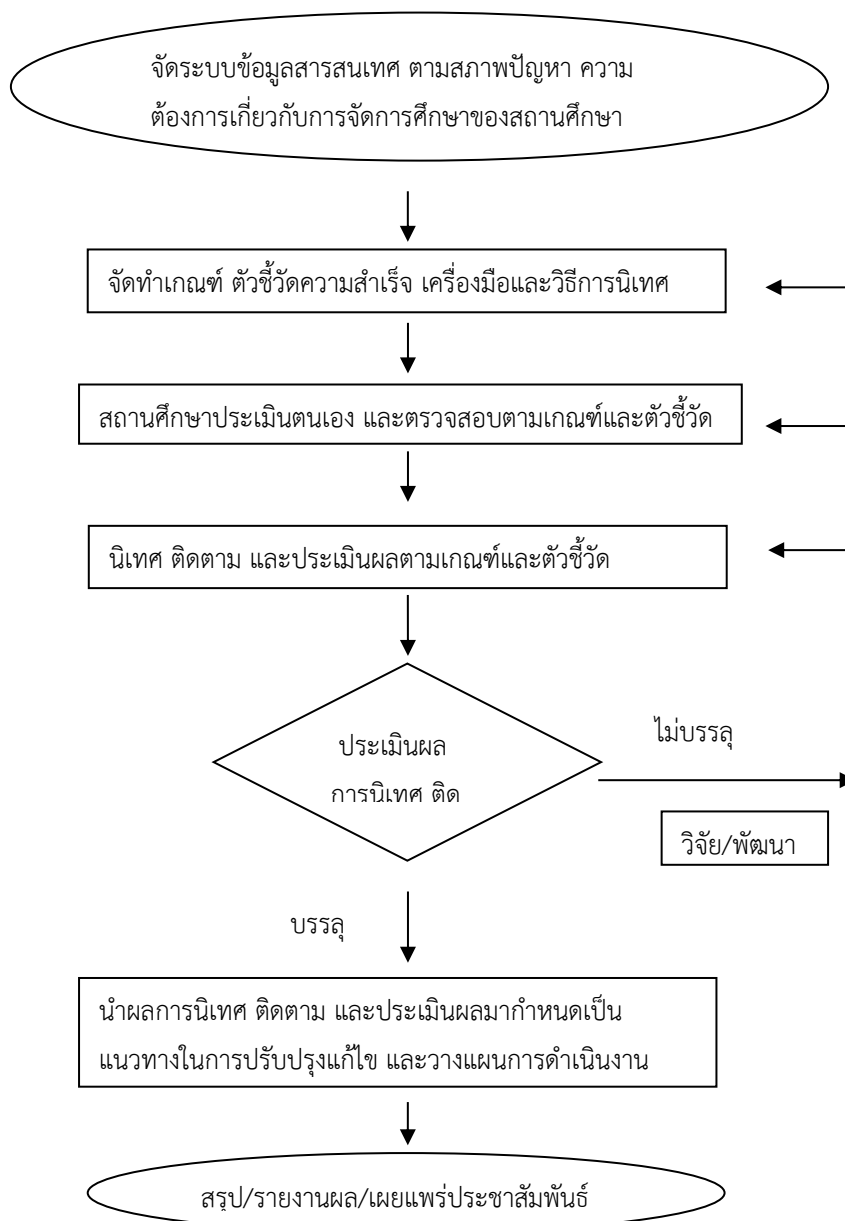 จัดระบบข้อมูลสารสนเทศ ตามสภาพปัญหา ความ
ต้องการเกี่ยวกับการจัดการศึกษาของสถานศึกษา
จัดทำเกณฑ์ ตัวชี้วัดความสำเร็จ เครื่องมือและวิธีการนิเทศ
สถานศึกษาประเมินตนเอง และตรวจสอบตามเกณฑ์และตัวชี้วัด
นิเทศ ติดตาม และประเมินผลตามเกณฑ์และตัวชี้วัด
ประเมินผล
การนิเทศ ติด
ไม่บรรลุ
วิจัย/พัฒนา
บรรลุ
นำผลการนิเทศ ติดตาม และประเมินผลมากำหนดเป็น
แนวทางในการปรับปรุงแก้ไข และวางแผนการดำเนินงาน
สรุป/รายงานผล/เผยแพร่ประชาสัมพันธ์